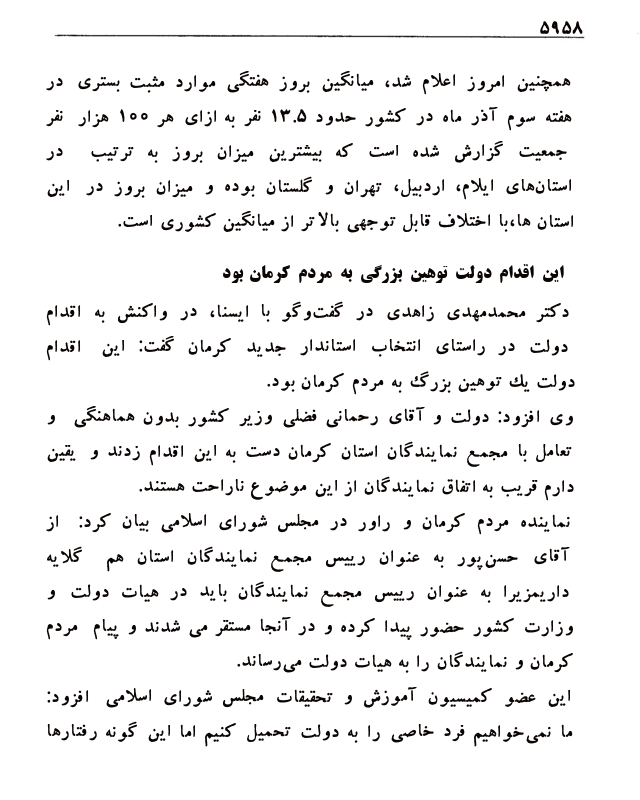 ۵۹۵۸
همچنین امروز اعلام شد، میانگین بروز هفتگی موارد مثبت بستری در
هفته سوم آذر ماه در کشور حدود ۱۳.۵ نفر به ازای هر ۱۰۰ هزار نفر
جمعیت گزارش شده است که بیشترین میزان بروز به ترتیب در
استان‌های ایلام، اردبیل، تهران و گلستان بوده و میزان بروز در این
استان ها،با اختلاف قابل توجهی بالاتر از میانگین کشوری است.
این اقدام دولت توهین بزرگی به مردم کرمان بود
دکتر محمدمهدی زاهدی در گفت‌وگو با ایسنا، در واکنش به اقدام
دولت در راستای انتخاب استاندار جدید کرمان گفت: این اقدام
دولت یك توهین بزرگ به مردم کرمان بود.
وی افزود: دولت و آقای رحمانی فضلی وزیر کشور بدون هماهنگی و
تعامل با مجمع نمایندگان استان کرمان دست به این اقدام زدند و یقین
دارم قریب به اتفاق نمایندگان از این موضوع ناراحت هستند.
نماینده مردم کرمان و راور در مجلس شورای اسلامی بیان کرد: از
آقای حسن‌پور به عنوان رییس مجمع نمایندگان استان هم گلایه
داریمزیرا به عنوان رییس مجمع نمایندگان باید در هیات دولت و
وزارت کشور حضور پیدا کرده و در آنجا مستقر می شدند و پیام مردم
کرمان و نمایندگان را به هیات دولت می‌رساند.
این عضو کمیسیون آموزش و تحقیقات مجلس شورای اسلامی افزود:
ما نمی‌خواهیم فرد خاصی را به دولت تحمیل کنیم اما این گونه رفتارها